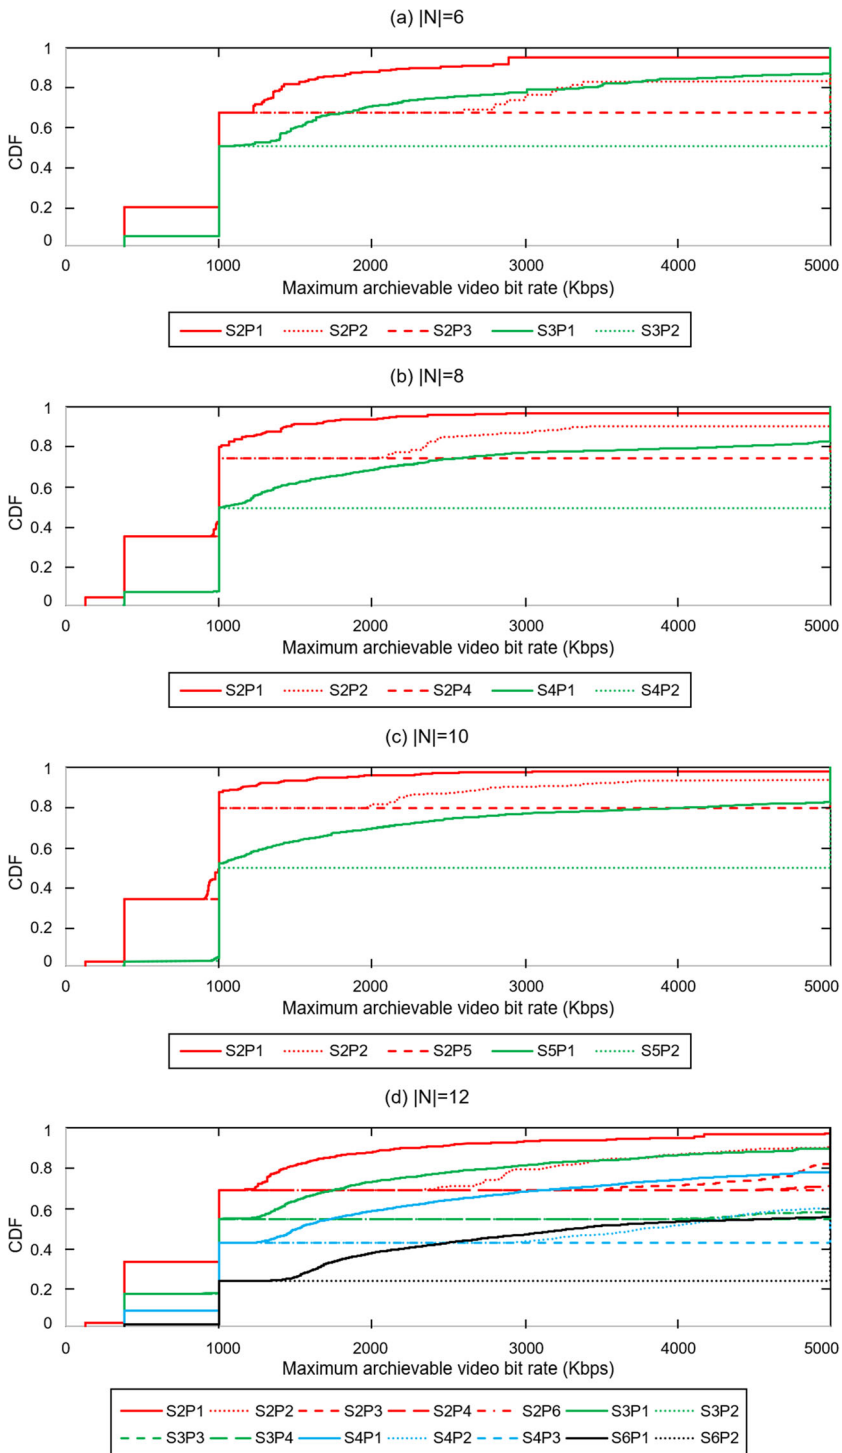 (a) |N|=6
1
0.8
0.6
0.4
0.2
0
CDF
0 1000 2000 3000 4000 5000
Maximum archievable video bit rate (Kbps)
S2P1 S2P2 S2P3 S3P1 S3P2
(b) |N|=8
1
0.8
0.6
0.4
0.2
0
CDF
0 1000 2000 3000 4000 5000
Maximum archievable video bit rate (Kbps)
S2P1 S2P2 S2P4 S4P1 S4P2
(c) |N|=10
1
0.8
0.6
0.4
0.2
0
CDF
0 1000 2000 3000 4000 5000
Maximum archievable video bit rate (Kbps)
S2P1 S2P2 S2P5 S5P1 S5P2
(d) |N|=12
1
0.8
0.6
0.4
0.2
0
CDF
0 1000 2000 3000 4000 5000
Maximum archievable video bit rate (Kbps)
S2P1 S2P2 S2P3 S2P4 S2P6 S3P1 S3P2
S3P3 S3P4 S4P1 S4P2 S4P3 S6P1 S6P2